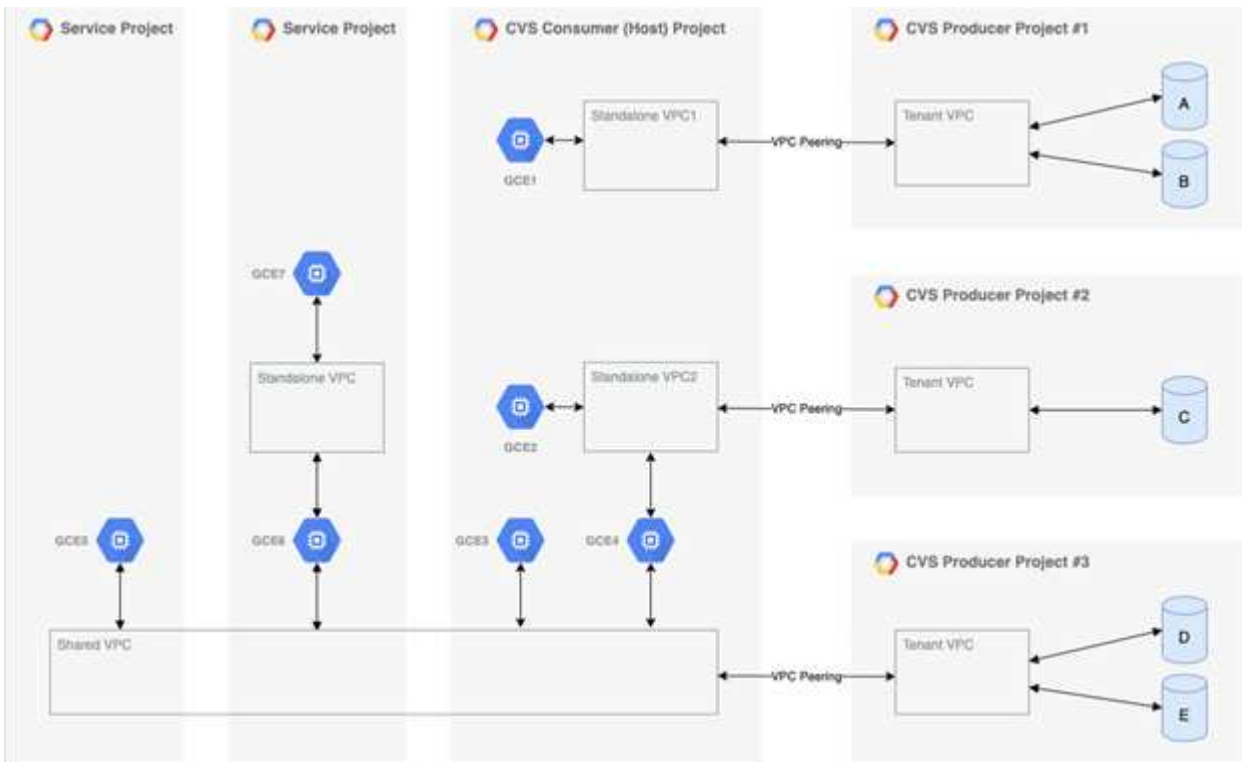 Service Project
Service Project
CVS Consumer (Host) Project
CVS Producer Project #1
Standalone VPC1
Tenant VPC
A
GCE1
VPC Peering
B
GCE7
CVS Producer Project #2
Standalone VPC
Standalone VPC2
Tenant VPC
GCE2
VPC Peering
C
GCE5
GCE6
GCE3
GCE4
CVS Producer Project #3
Shared VPC
Tenant VPC
D
VPC Peering
E